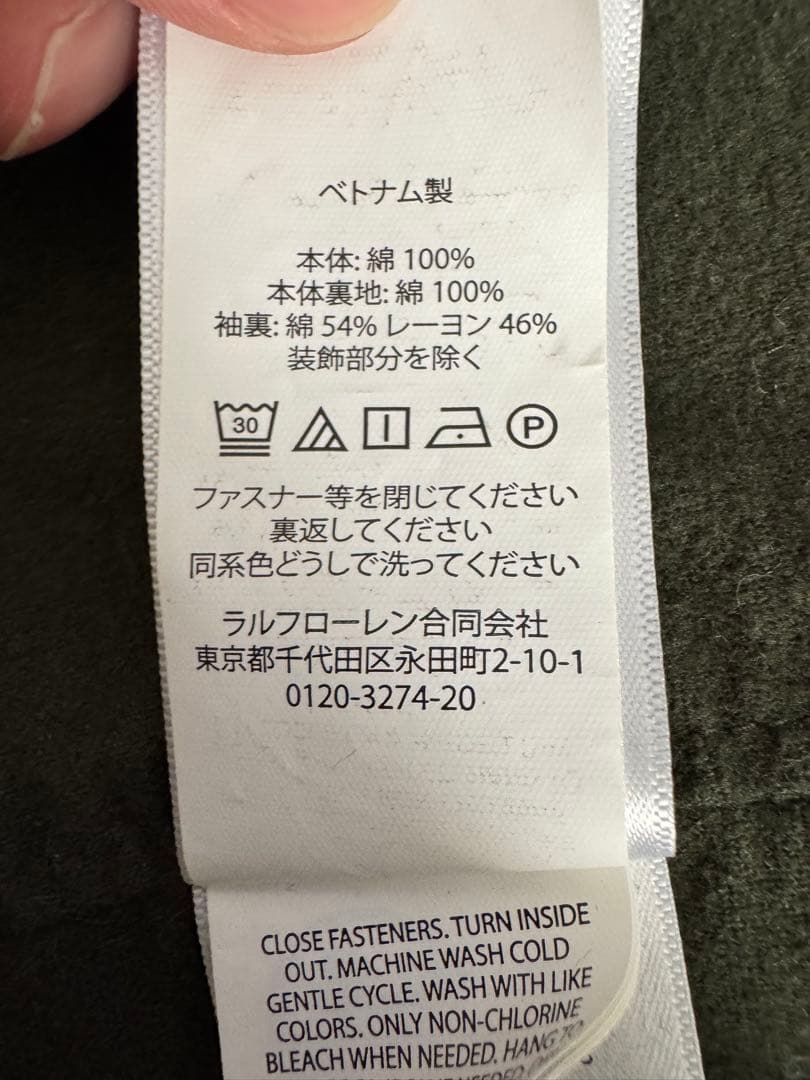 ベトナム製
本体: 綿 100%
本体裏地: 綿 100%
袖裏: 綿 54% レーヨン 46%
装飾部分を除く
30 P
ファスナー等を閉じてください
裏返してください
同系色どうしで洗ってください
ラルフローレン合同会社
東京都千代田区永田町2-10-1
0120-3274-20
CLOSE FASTENERS. TURN INSIDE
OUT. MACHINE WASH COLD
GENTLE CYCLE. WASH WITH LIKE
COLORS. ONLY NON-CHLORINE
BLEACH WHEN NEEDED. HANG TO